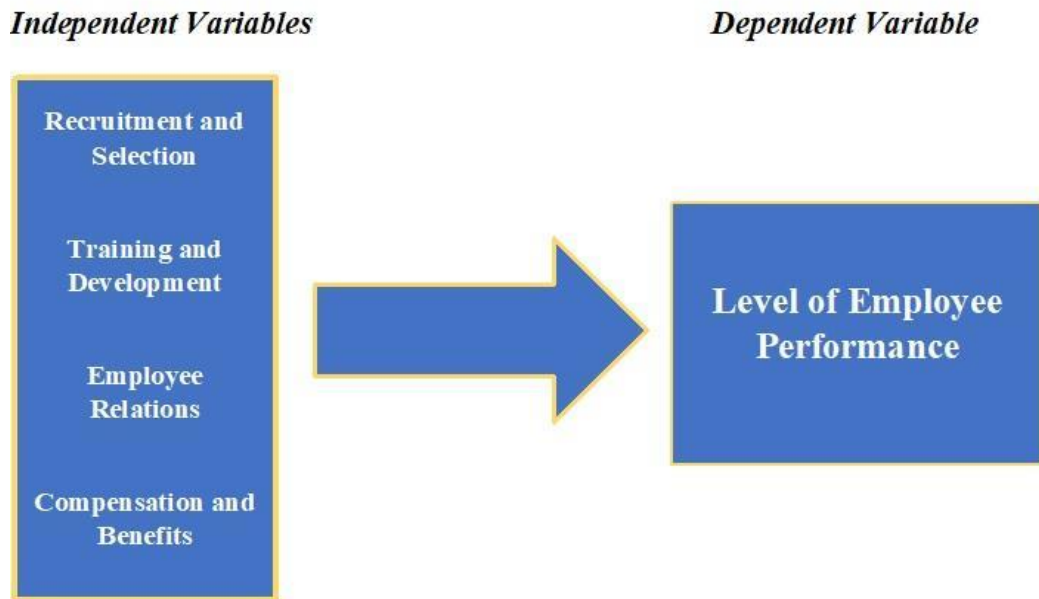 Independent Variables
Dependent Variable
Recruitment and
Selection
Training and
Development
Employee
Relations
Compensation and
Benefits
Level of Employee
Performance